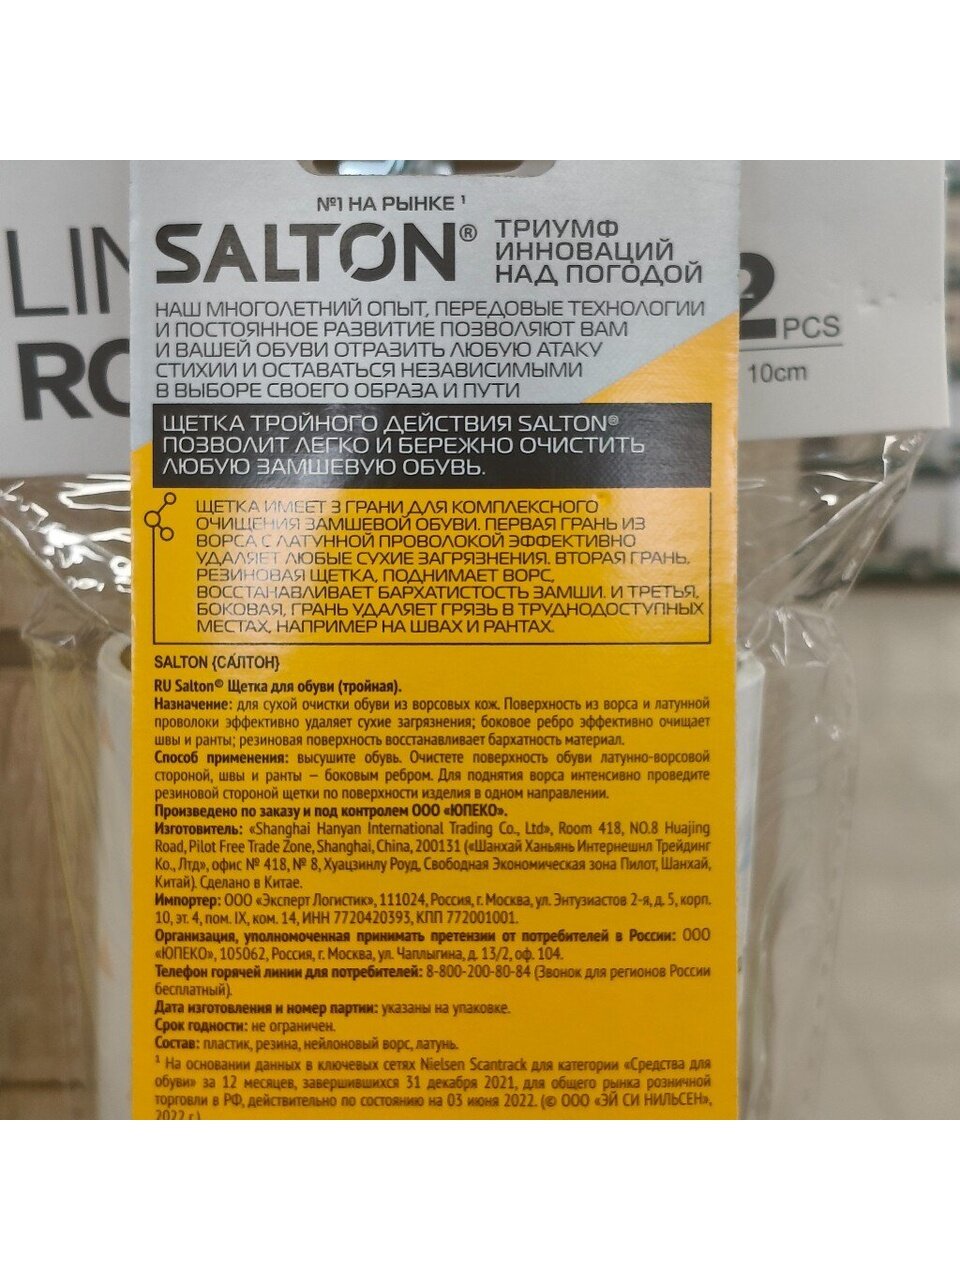 №1 НА РЫНКЕ ¹
SALTON®
ТРИУМФ
ИННОВАЦИЙ
НАД ПОГОДОЙ
НАШ МНОГОЛЕТНИЙ ОПЫТ, ПЕРЕДОВЫЕ ТЕХНОЛОГИИ
И ПОСТОЯННОЕ РАЗВИТИЕ ПОЗВОЛЯЮТ ВАМ
И ВАШЕЙ ОБУВИ ОТРАЗИТЬ ЛЮБУЮ АТАКУ
СТИХИИ И ОСТАВАТЬСЯ НЕЗАВИСИМЫМИ
В ВЫБОРЕ СВОЕГО ОБРАЗА И ПУТИ
ЩЕТКА ТРОЙНОГО ДЕЙСТВИЯ SALTON®
ПОЗВОЛИТ ЛЕГКО И БЕРЕЖНО ОЧИСТИТЬ
ЛЮБУЮ ЗАМШЕВУЮ ОБУВЬ.
ЩЕТКА ИМЕЕТ 3 ГРАНИ ДЛЯ КОМПЛЕКСНОГО
ОЧИЩЕНИЯ ЗАМШЕВОЙ ОБУВИ. ПЕРВАЯ ГРАНЬ ИЗ
ВОРСА С ЛАТУННОЙ ПРОВОЛОКОЙ ЭФФЕКТИВНО
УДАЛЯЕТ ЛЮБЫЕ СУХИЕ ЗАГРЯЗНЕНИЯ. ВТОРАЯ ГРАНЬ,
РЕЗИНОВАЯ ЩЕТКА, ПОДНИМАЕТ ВОРС,
ВОССТАНАВЛИВАЕТ БАРХАТИСТОСТЬ ЗАМШИ. И ТРЕТЬЯ,
БОКОВАЯ, ГРАНЬ УДАЛЯЕТ ГРЯЗЬ В ТРУДНОДОСТУПНЫХ
МЕСТАХ, НАПРИМЕР НА ШВАХ И РАНТАХ.
SALTON {СА́ЛТОН}
RU Salton® Щетка для обуви (тройная).
Назначение: для сухой очистки обуви из ворсовых кож. Поверхность из ворса и латунной
проволоки эффективно удаляет сухие загрязнения; боковое ребро эффективно очищает
швы и ранты; резиновая поверхность восстанавливает бархатность материал.
Способ применения: высушите обувь. Очистете поверхность обуви латунно-ворсовой
стороной, швы и ранты — боковым ребром. Для поднятия ворса интенсивно проведите
резиновой стороной щетки по поверхности изделия в одном направлении.
Произведено по заказу и под контролем ООО «ЮПЕКО».
Изготовитель: «Shanghai Hanyan International Trading Co., Ltd», Room 418, NO.8 Huajing
Road, Pilot Free Trade Zone, Shanghai, China, 200131 («Шанхай Ханьянь Интернешнл Трейдинг
Ко., Лтд», офис № 418, № 8, Хуацзинлу Роуд, Свободная Экономическая зона Пилот, Шанхай,
Китай). Сделано в Китае.
Импортер: ООО «Эксперт Логистик», 111024, Россия, г. Москва, ул. Энтузиастов 2-я, д. 5, корп.
10, эт. 4, пом. IX, ком. 14, ИНН 7720420393, КПП 772001001.
Организация, уполномоченная принимать претензии от потребителей в России: ООО
«ЮПЕКО», 105062, Россия, г. Москва, ул. Чаплыгина, д. 13/2, оф. 104.
Телефон горячей линии для потребителей: 8-800-200-80-84 (Звонок для регионов России
бесплатный).
Дата изготовления и номер партии: указаны на упаковке.
Срок годности: не ограничен.
Состав: пластик, резина, нейлоновый ворс, латунь.
¹ На основании данных в ключевых сетях Nielsen Scantrack для категории «Средства для
обуви» за 12 месяцев, завершившихся 31 декабря 2021, для общего рынка розничной
торговли в РФ, действительно по состоянию на 03 июня 2022. (© ООО «ЭЙ СИ НИЛЬСЕН»,
2022 г.)
LIN
RO
2 PCS
10cm